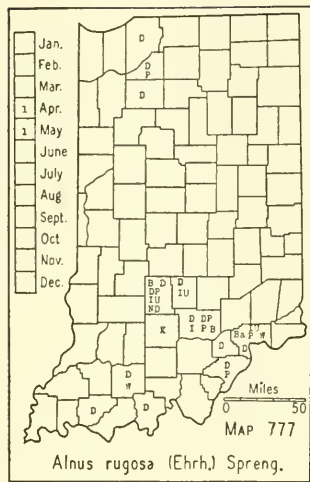 Jan.
Feb.
Mar.
1 Apr.
1 May
June
July
Aug
Sept.
Oct
Nov.
Dec.
D
D
P
D
B D
DP
IU
ND
D
IU
K
D DP
I P B
D
D
D
P
W
D
W
D
D
Miles
0 50
MAP 777
Alnus rugosa (Ehrh.) Spreng.